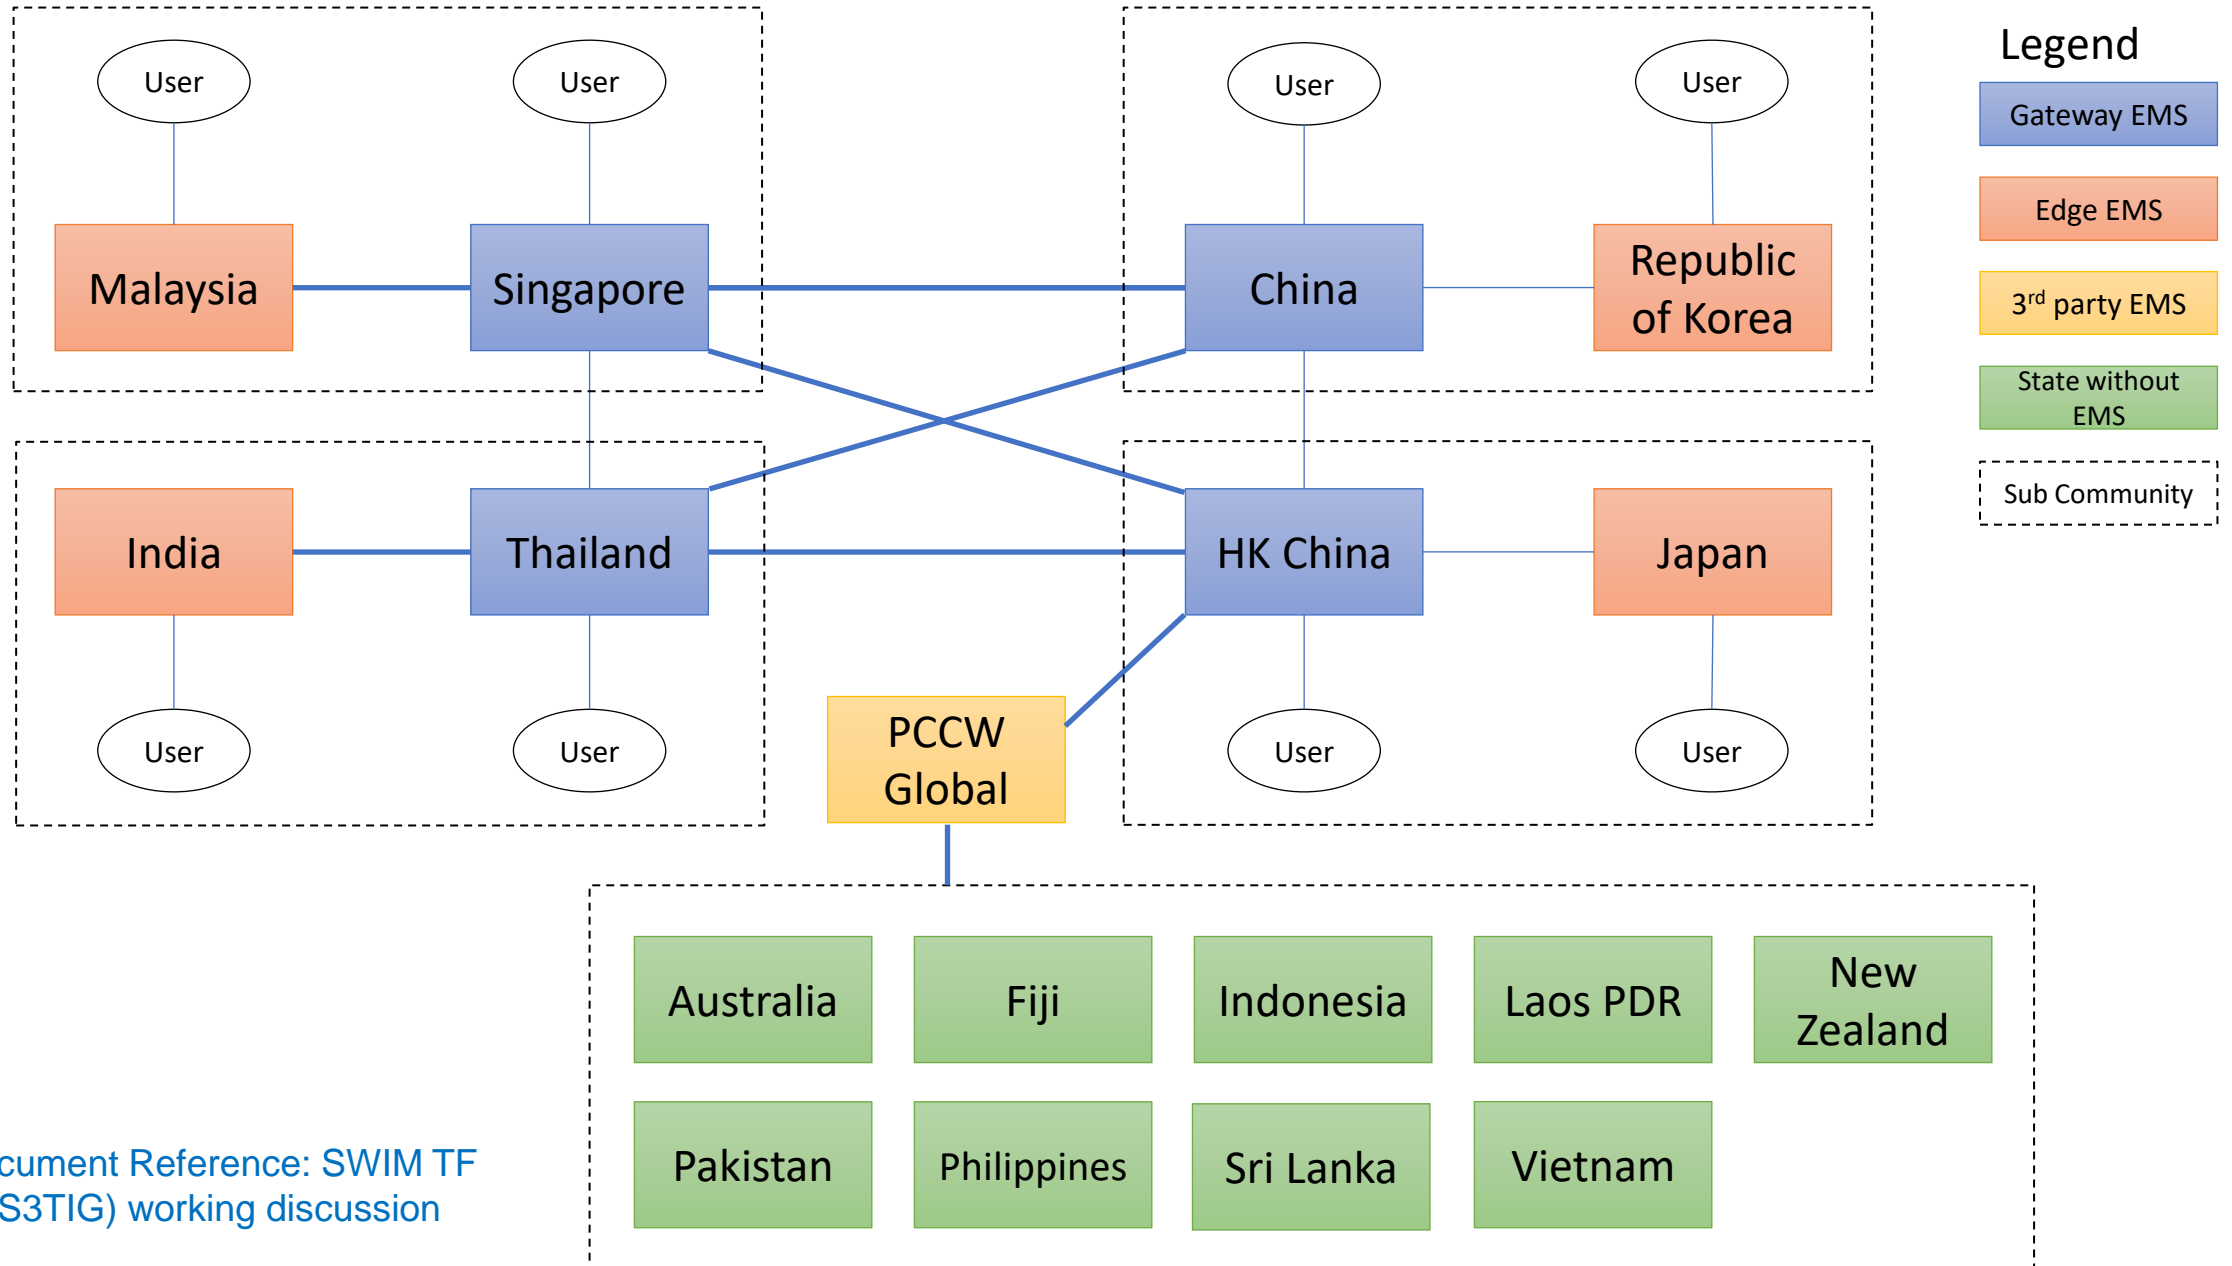 User
User
User
User
Legend
Gateway EMS
Edge EMS
3rd party EMS
State without
EMS
Sub Community
Malaysia
Singapore
China
Republic
of Korea
India
Thailand
HK China
Japan
User
User
PCCW
Global
User
User
Australia
Fiji
Indonesia
Laos PDR
New
Zealand
Pakistan
Philippines
Sri Lanka
Vietnam
cument Reference: SWIM TF
S3TIG) working discussion